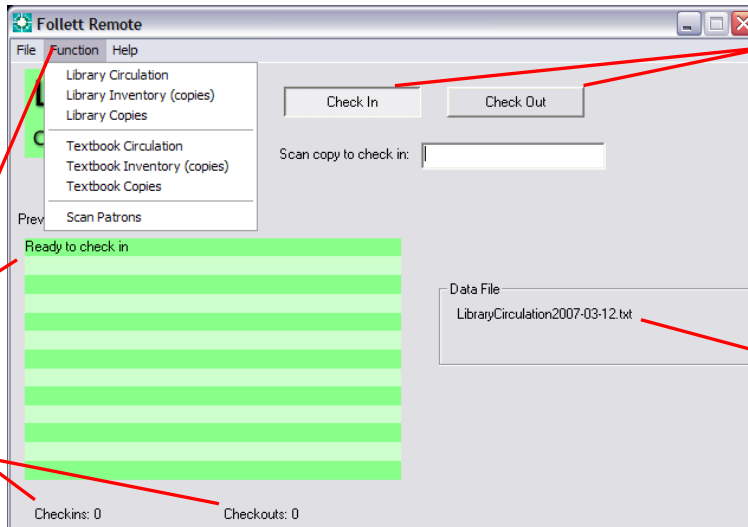 Follett Remote
File Function Help
Library Circulation
Library Inventory (copies)
Library Copies
Textbook Circulation
Textbook Inventory (copies)
Textbook Copies
Scan Patrons
Check In
Check Out
Scan copy to check in:
Prev
Ready to check in
Data File
LibraryCirculation2007-03-12.txt
Checkins: 0
Checkouts: 0